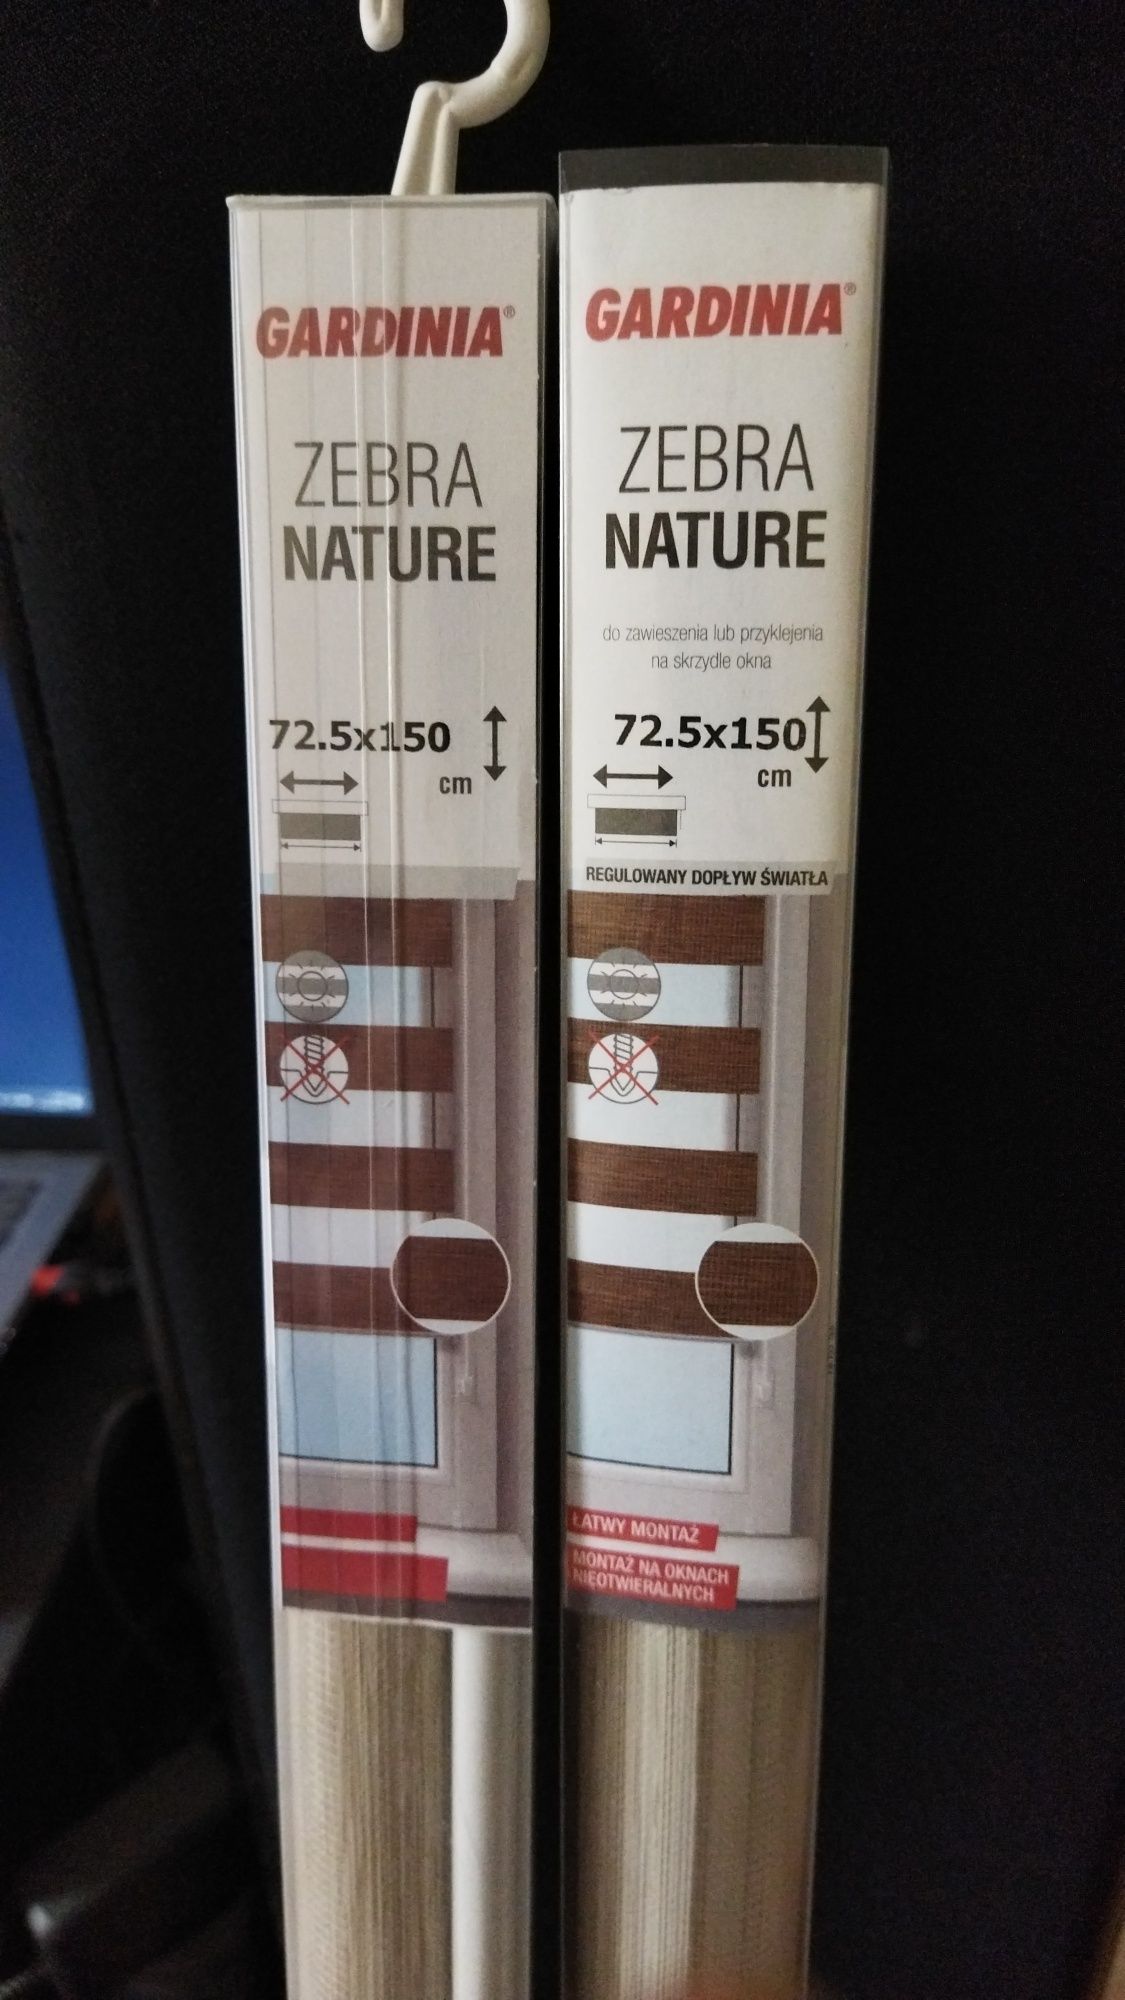 GARDINIA®
ZEBRA
NATURE
72.5x150
cm
GARDINIA®
ZEBRA
NATURE
do zawieszenia lub przyklejenia
na skrzydle okna
72.5x150
cm
REGULOWANY DOPŁYW ŚWIATŁA
ŁATWY MONTAŻ
MONTAŻ NA OKNACH
NIEOTWIERALNYCH